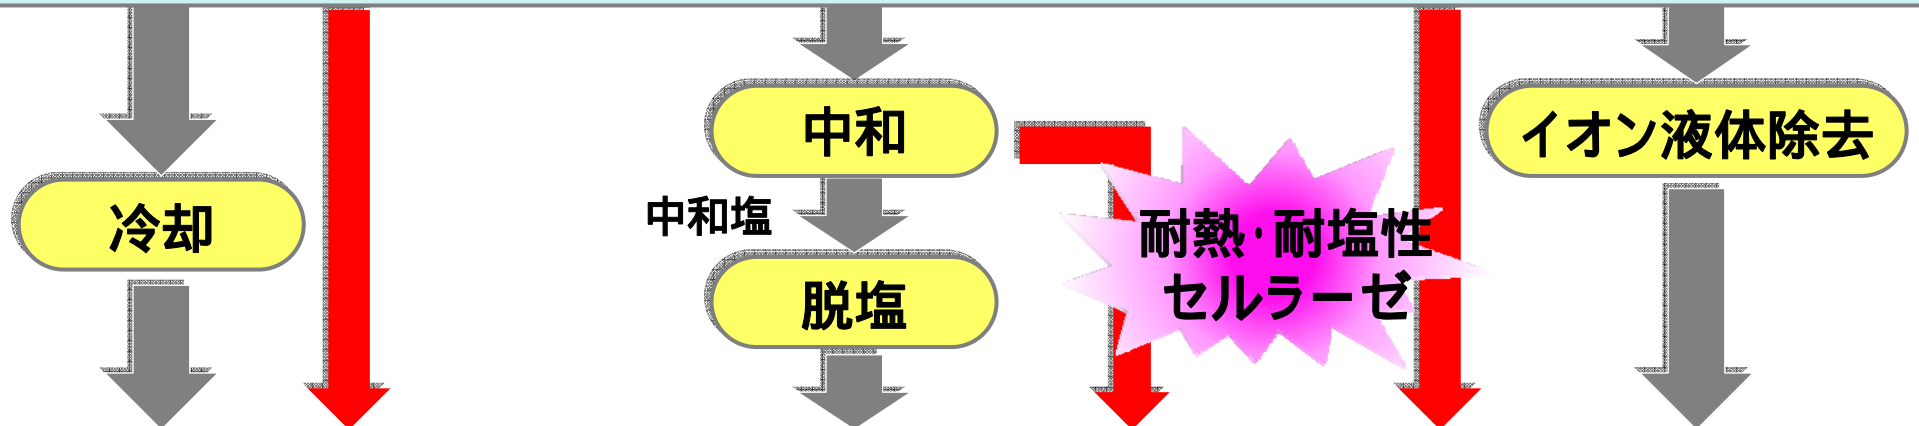 冷却
中和
中和塩
脱塩
耐熱・耐塩性
セルラーゼ
イオン液体除去